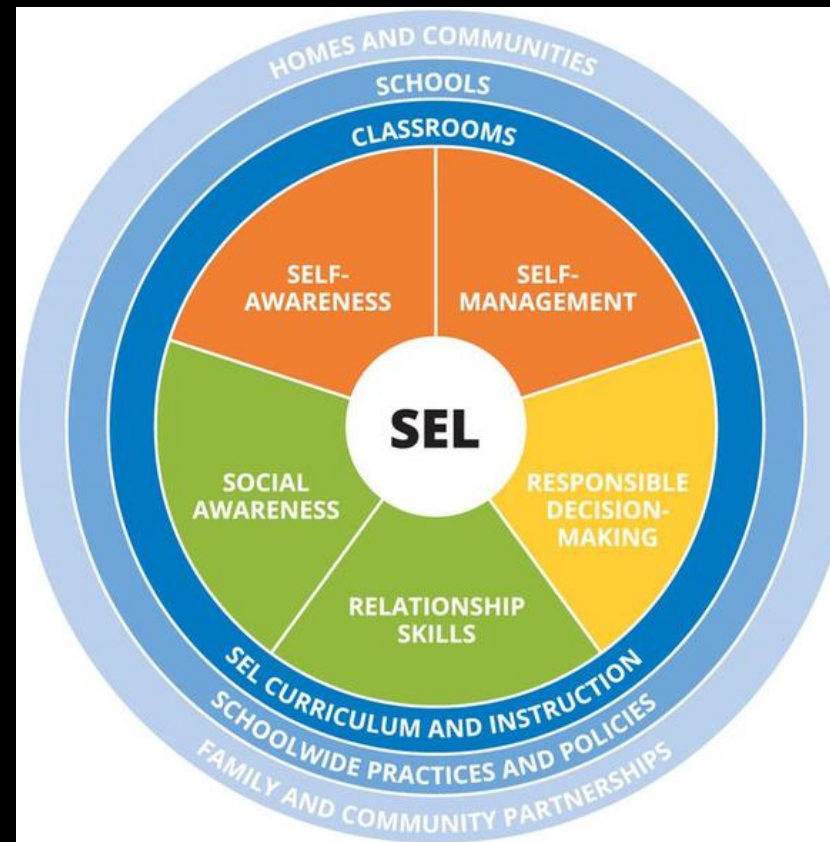 HOMES AND COMMUNITIES
SCHOOLS
CLASSROOMS
SELF-
AWARENESS
SELF-
MANAGEMENT
SEL
SOCIAL
AWARENESS
RESPONSIBLE
DECISION-
MAKING
RELATIONSHIP
SKILLS
SEL CURRICULUM AND INSTRUCTION
SCHOOLWIDE PRACTICES AND POLICIES
FAMILY AND COMMUNITY PARTNERSHIPS